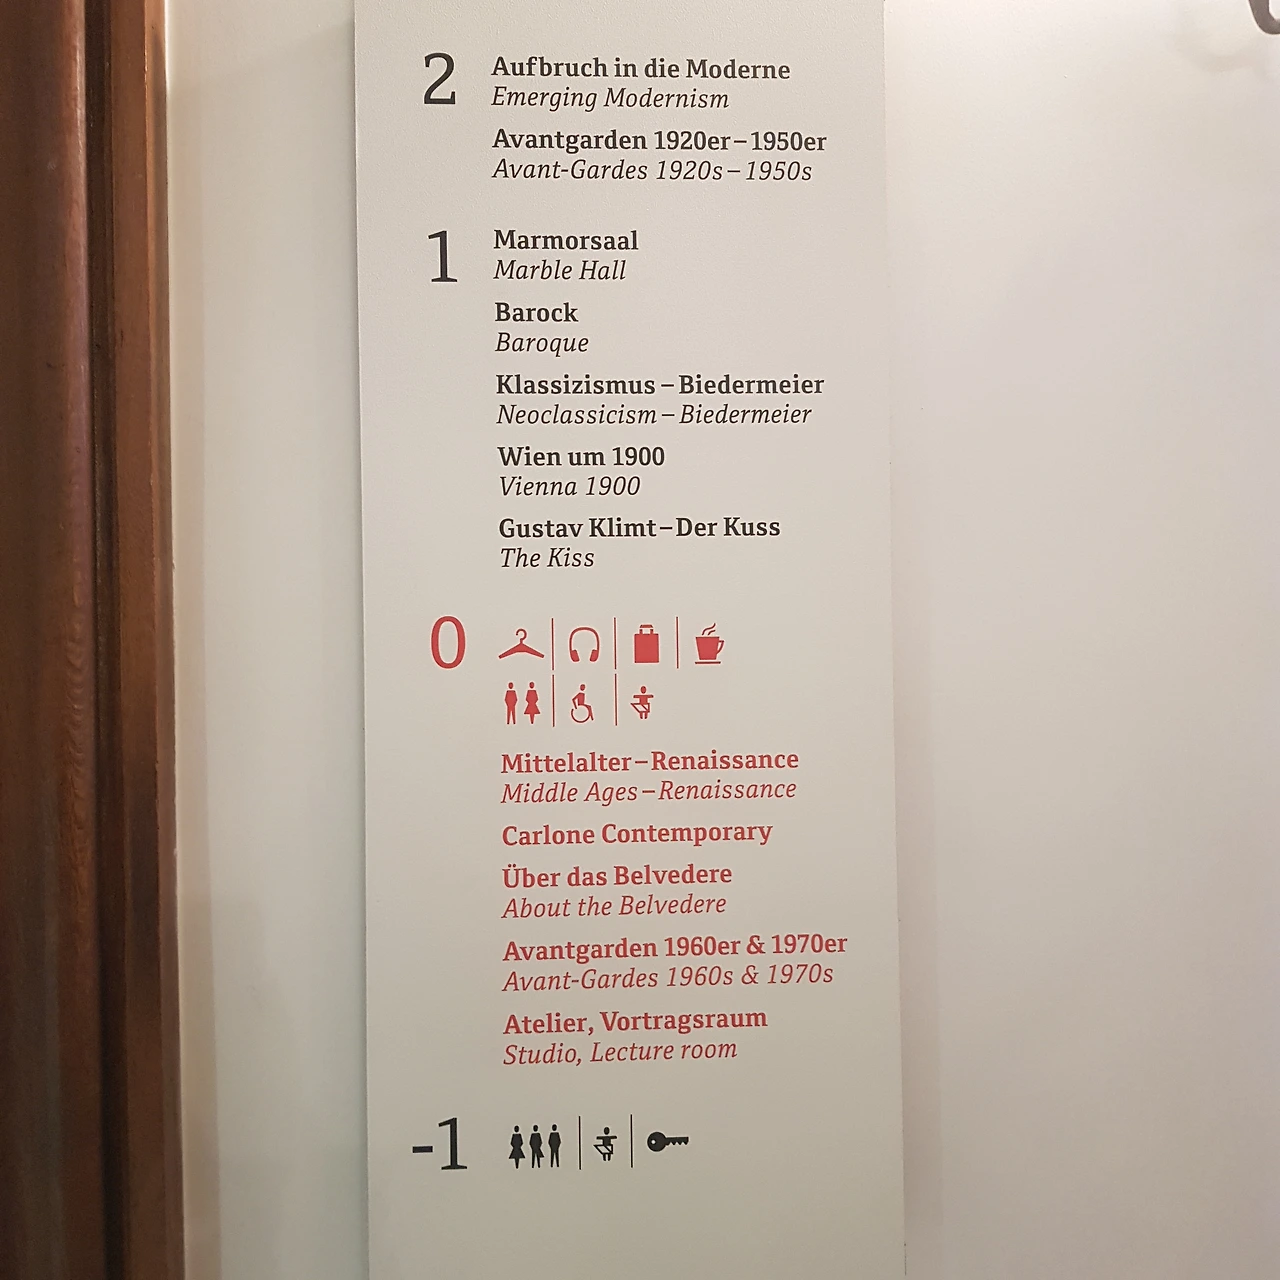 2
Aufbruch in die Moderne
Emerging Modernism
Avantgarden 1920er – 1950er
Avant-Gardes 1920s – 1950s
1
Marmorsaal
Marble Hall
Barock
Baroque
Klassizismus – Biedermeier
Neoclassicism – Biedermeier
Wien um 1900
Vienna 1900
Gustav Klimt – Der Kuss
The Kiss
0
Mittelalter – Renaissance
Middle Ages – Renaissance
Carlone Contemporary
Über das Belvedere
About the Belvedere
Avantgarden 1960er & 1970er
Avant-Gardes 1960s & 1970s
Atelier, Vortragsraum
Studio, Lecture room
-1